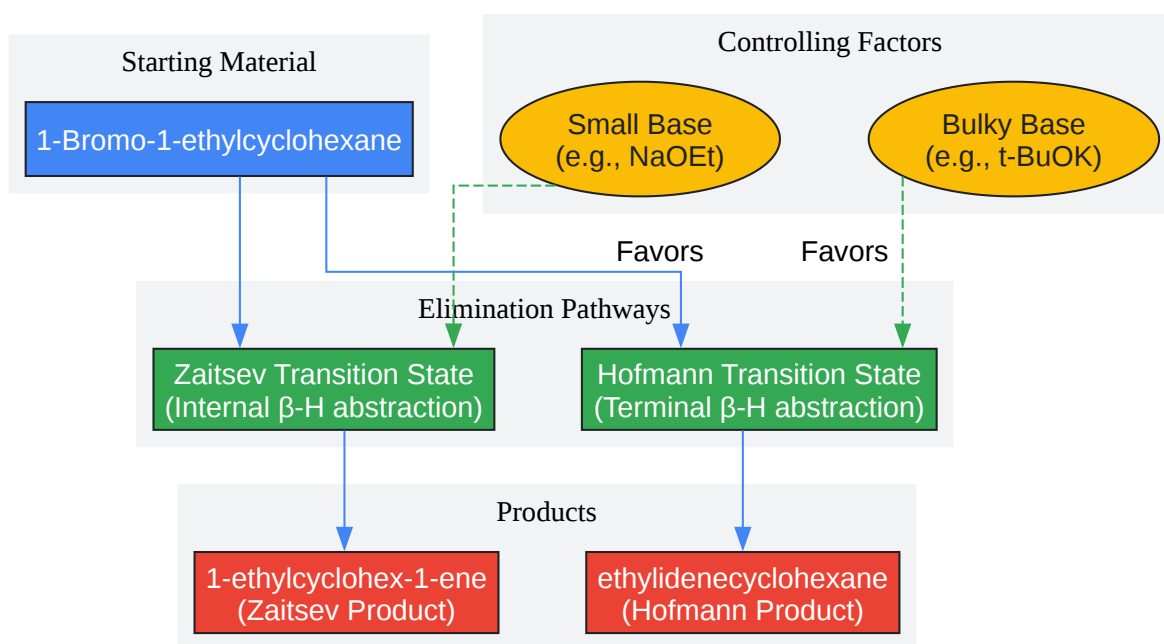 Starting Material
1-Bromo-1-ethylcyclohexane
Controlling Factors
Small Base
(e.g., NaOEt)
Bulky Base
(e.g., t-BuOK)
Favors
Favors
Elimination Pathways
Zaitsev Transition State
(Internal β-H abstraction)
Hofmann Transition State
(Terminal β-H abstraction)
Products
1-ethylcyclohex-1-ene
(Zaitsev Product)
ethylidenecyclohexane
(Hofmann Product)